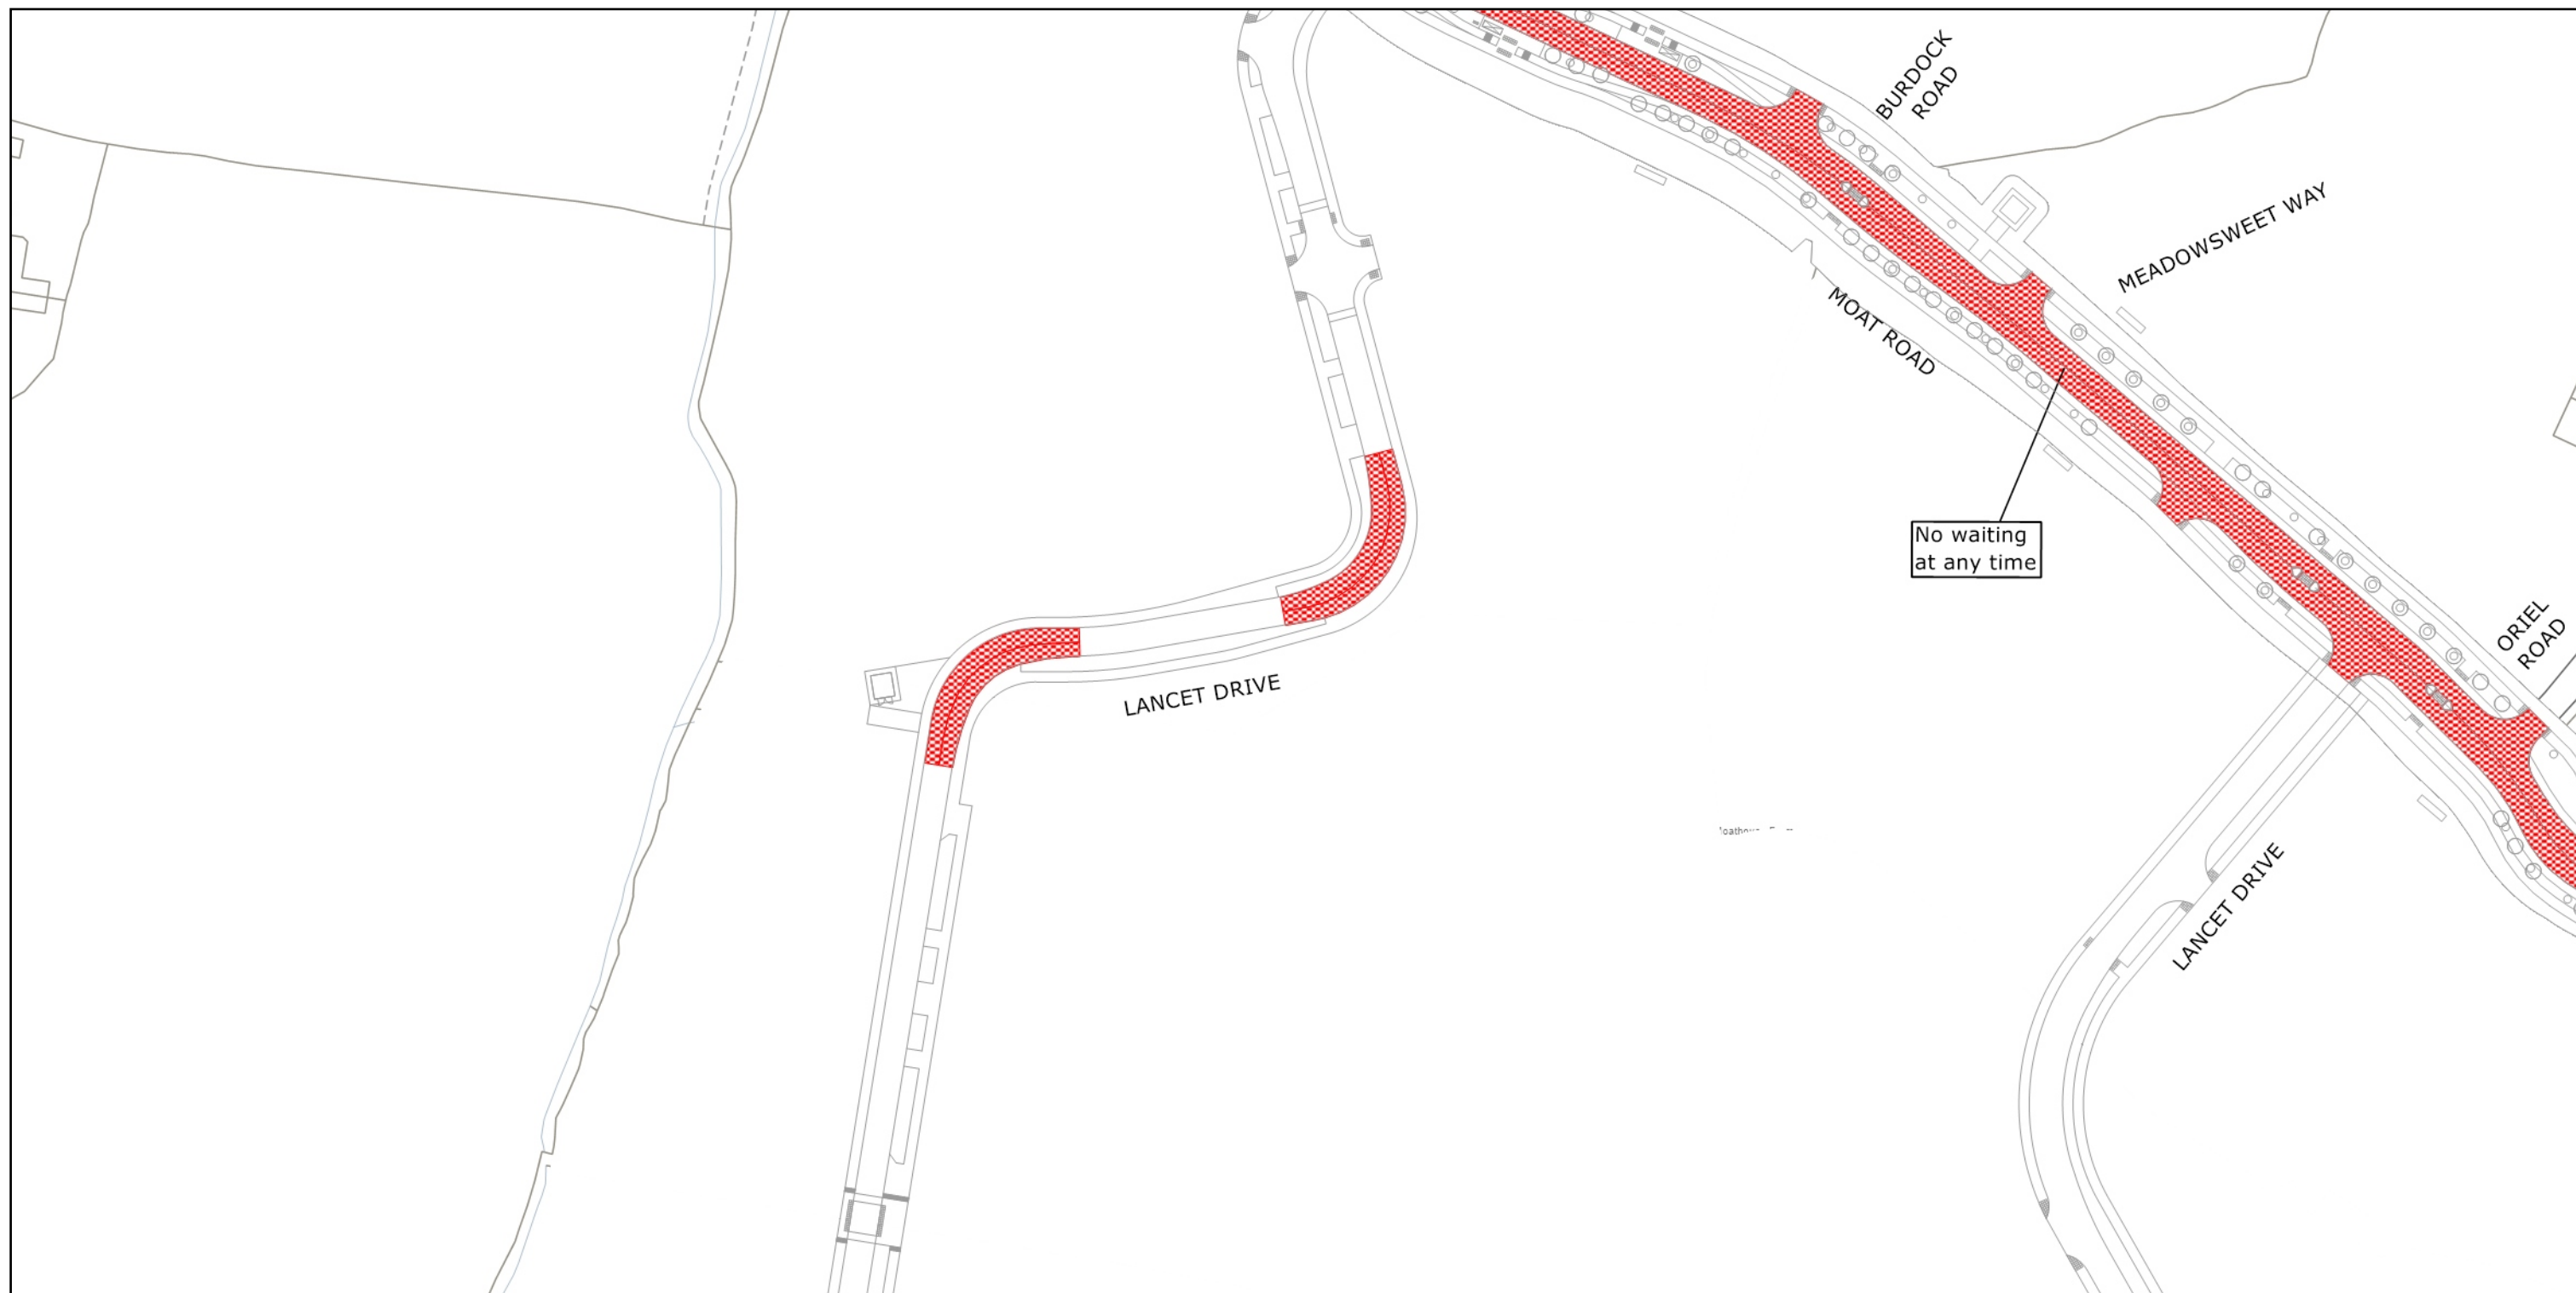 BURDOCK
ROAD
MEADOWSWEET WAY
MOAT ROAD
No waiting
at any time
ORIEL
ROAD
LANCET DRIVE
LANCET DRIVE